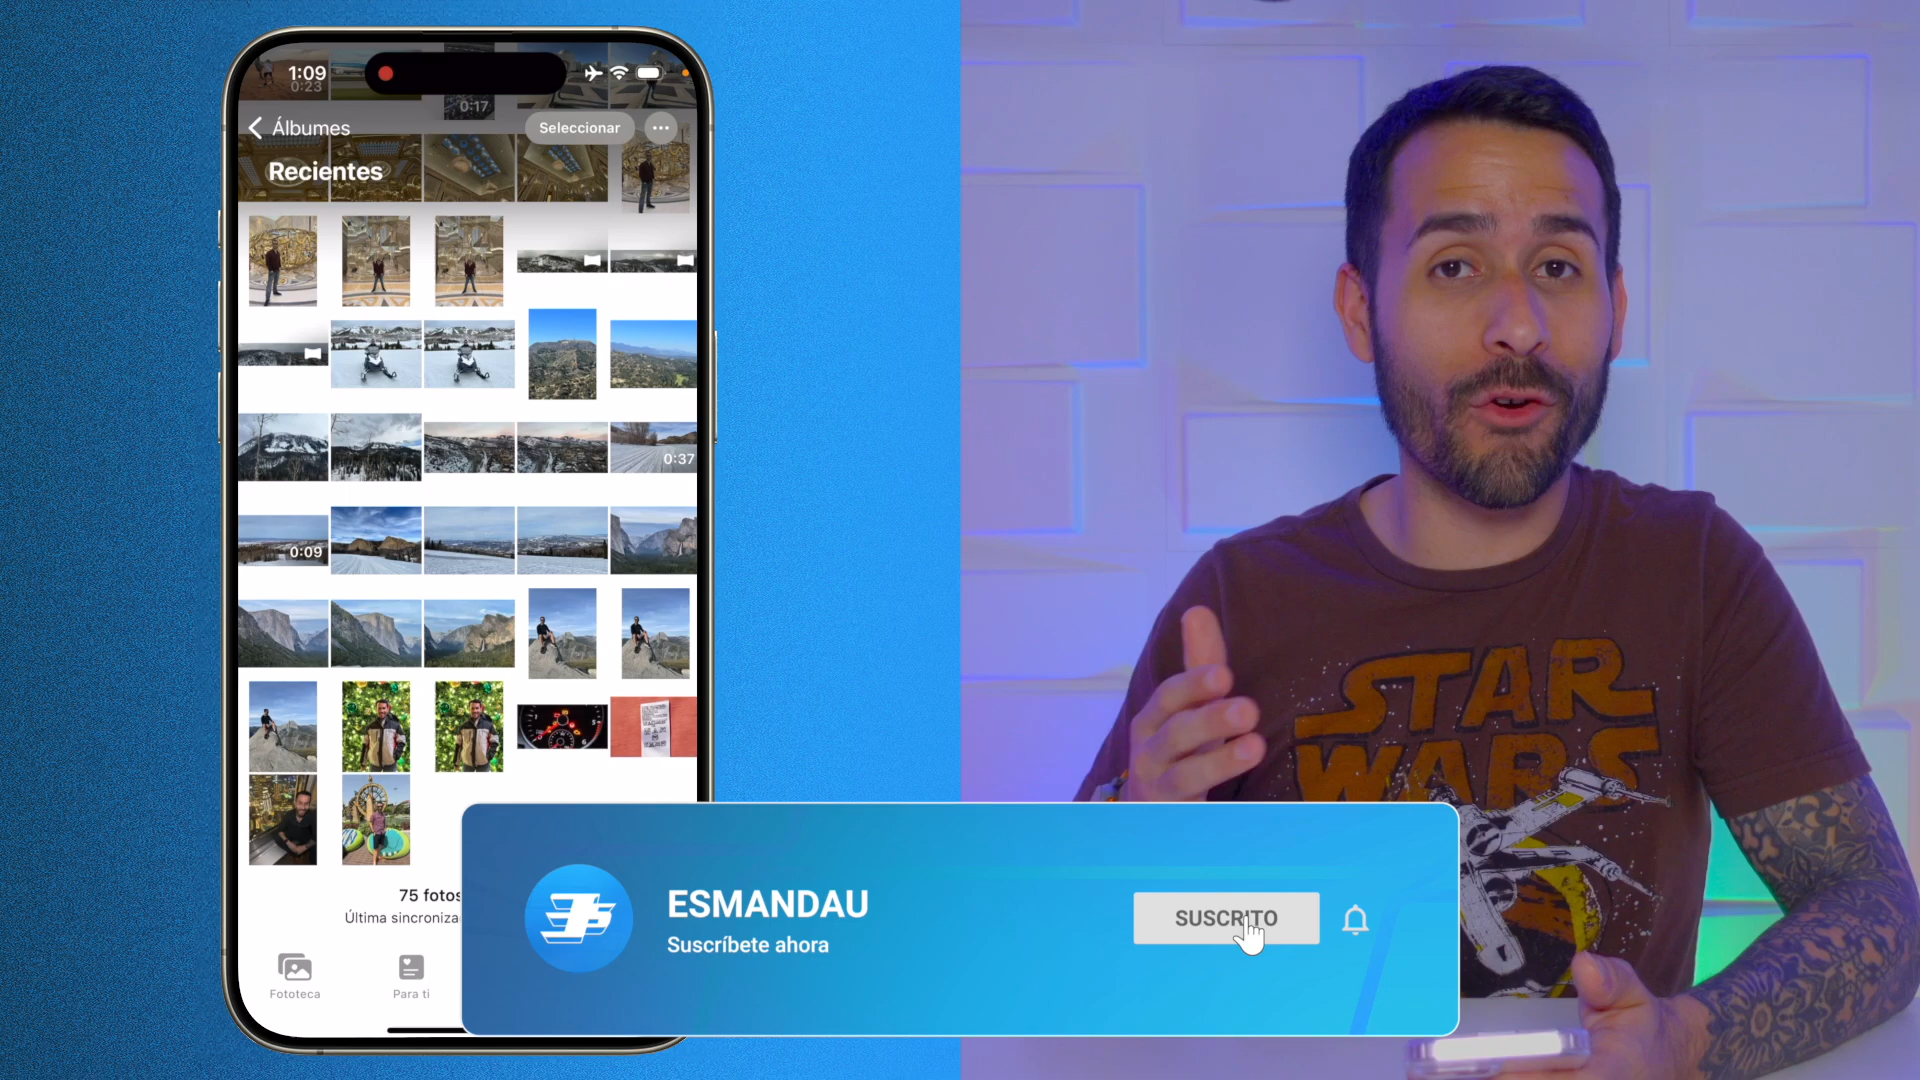 1:09
0:23
0:17
Álbumes
Seleccionar
Recientes
0:37
0:09
75 fotos
Última sincroniza
Fototeca
Para ti
STAR
WARS
ESMANDAU
Suscríbete ahora
SUSCRITO